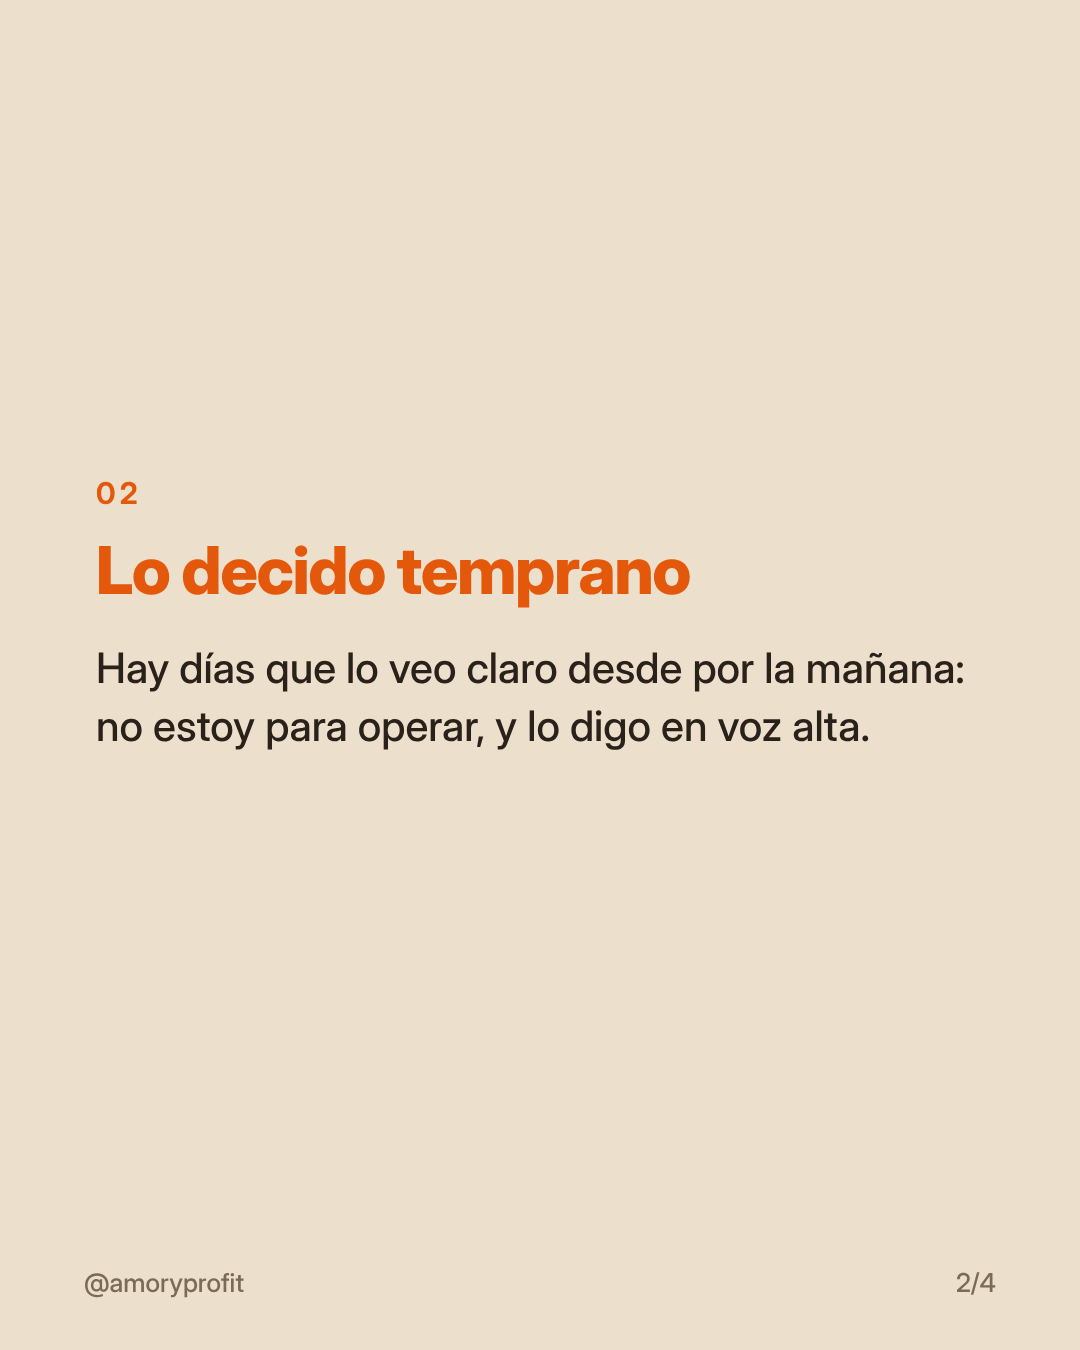 02
Lo decido temprano
Hay días que lo veo claro desde por la mañana:
no estoy para operar, y lo digo en voz alta.
@amoryprofit
2/4